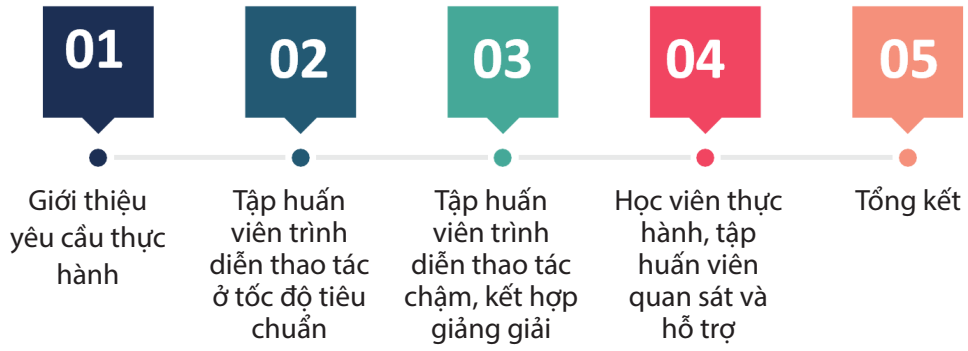 01
Giới thiệu
yêu cầu thực
hành
02
Tập huấn
viên trình
diễn thao tác
ở tốc độ tiêu
chuẩn
03
Tập huấn
viên trình
diễn thao tác
chậm, kết hợp
giảng giải
04
Học viên thực
hành, tập
huấn viên
quan sát và
hỗ trợ
05
Tổng kết